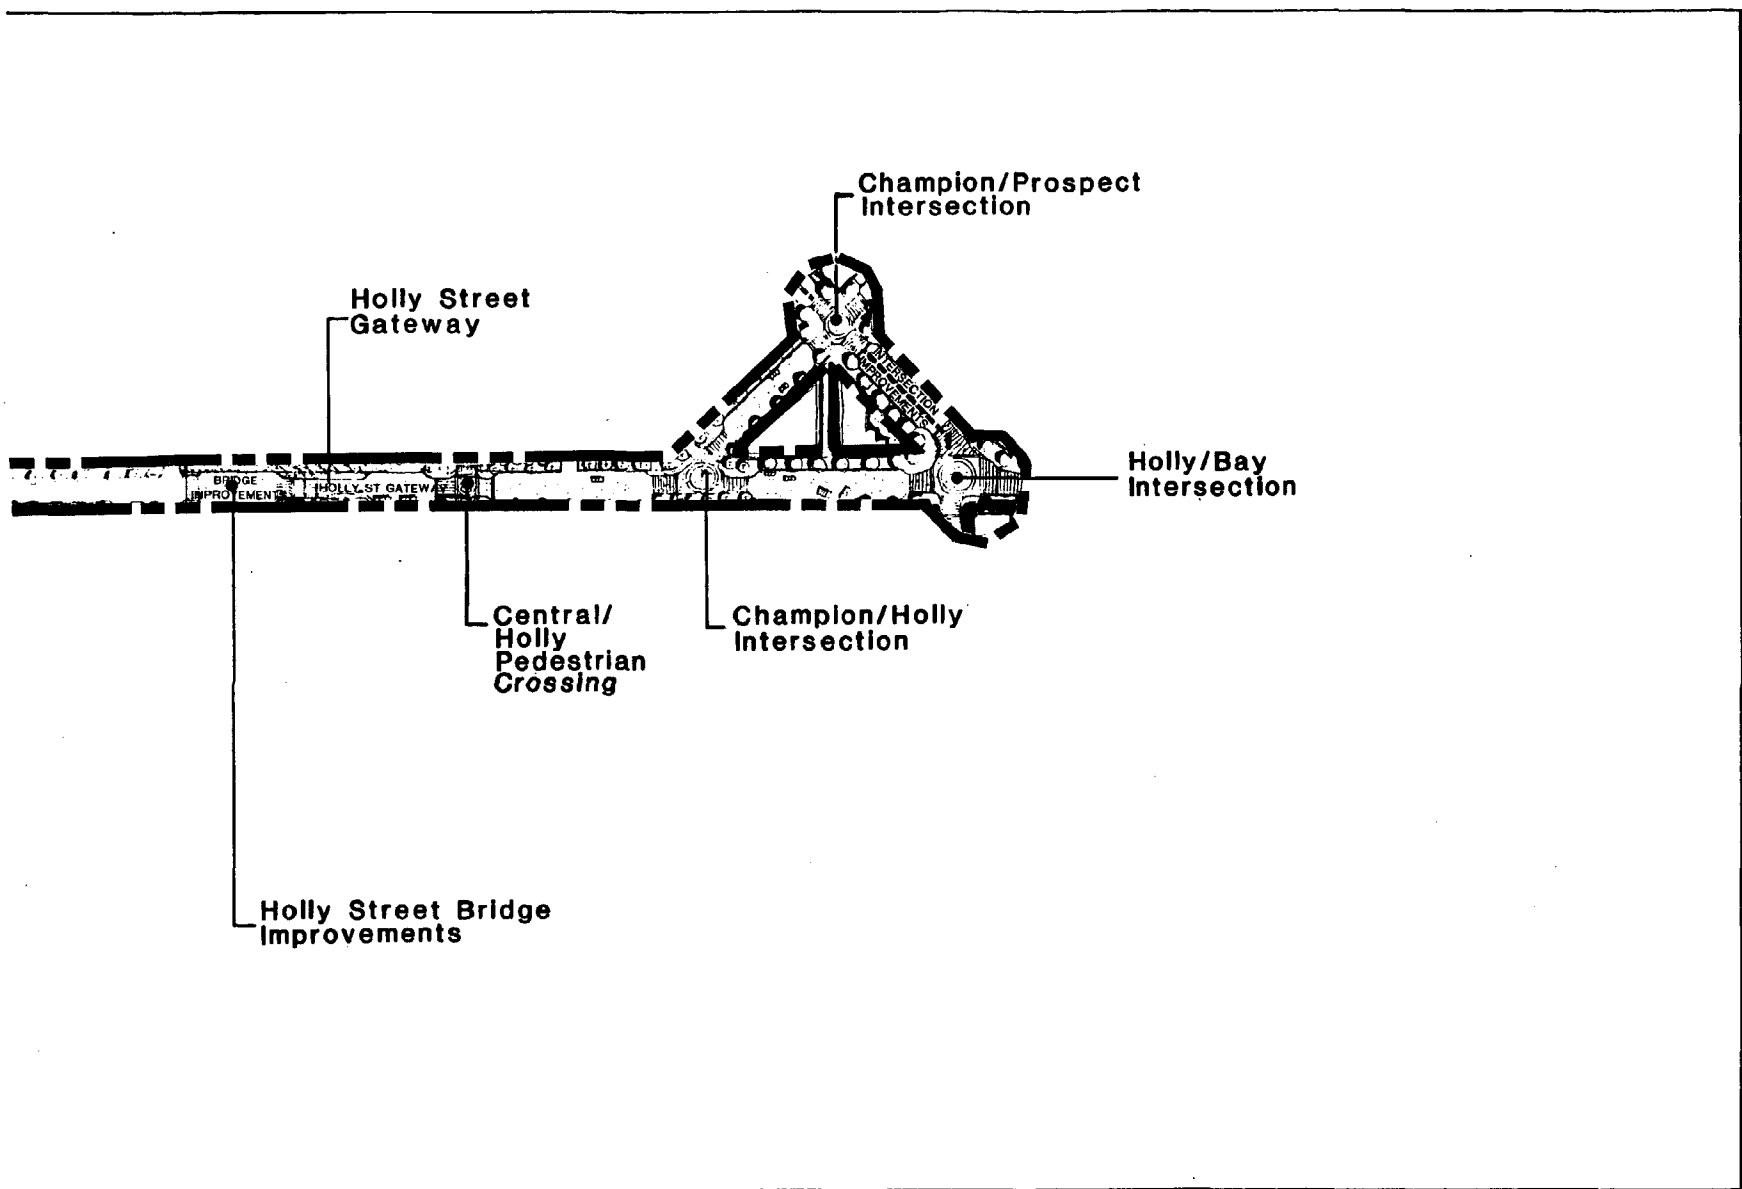 Champion/Prospect
Intersection
Holly Street
Gateway
INTERSECTION
IMPROVEMENTS
Holly/Bay
Intersection
BRIDGE
IMPROVEMENTS
HOLLY ST GATEWAY
Central/
Holly
Pedestrian
Crossing
Champion/Holly
Intersection
Holly Street Bridge
Improvements